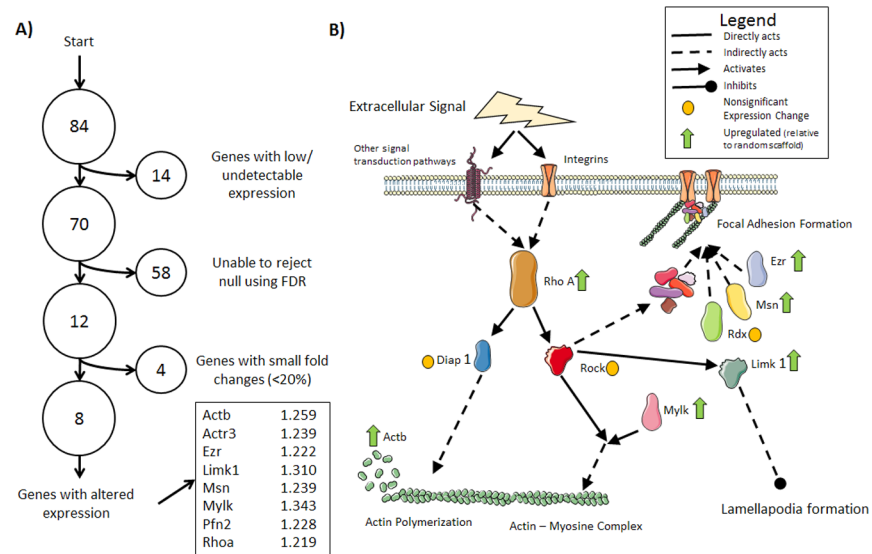 A)
Start
84
14
Genes with low/
undetectable
expression
70
58
Unable to reject
null using FDR
12
4
Genes with small fold
changes (<20%)
8
Genes with altered
expression
Actb 1.259
Actr3 1.239
Ezr 1.222
Limk1 1.310
Msn 1.239
Mylk 1.343
Pfn2 1.228
Rhoa 1.219
B)
Legend
Directly acts
Indirectly acts
Activates
Inhibits
Nonsignificant
Expression Change
Upregulated (relative
to random scaffold)
Extracellular Signal
Other signal
transduction pathways
Integrins
Focal Adhesion Formation
Rho A
Ezr
Msn
Rdx
Diap 1
Rock
Limk 1
Mylk
Actb
Actin Polymerization
Actin – Myosine Complex
Lamellapodia formation